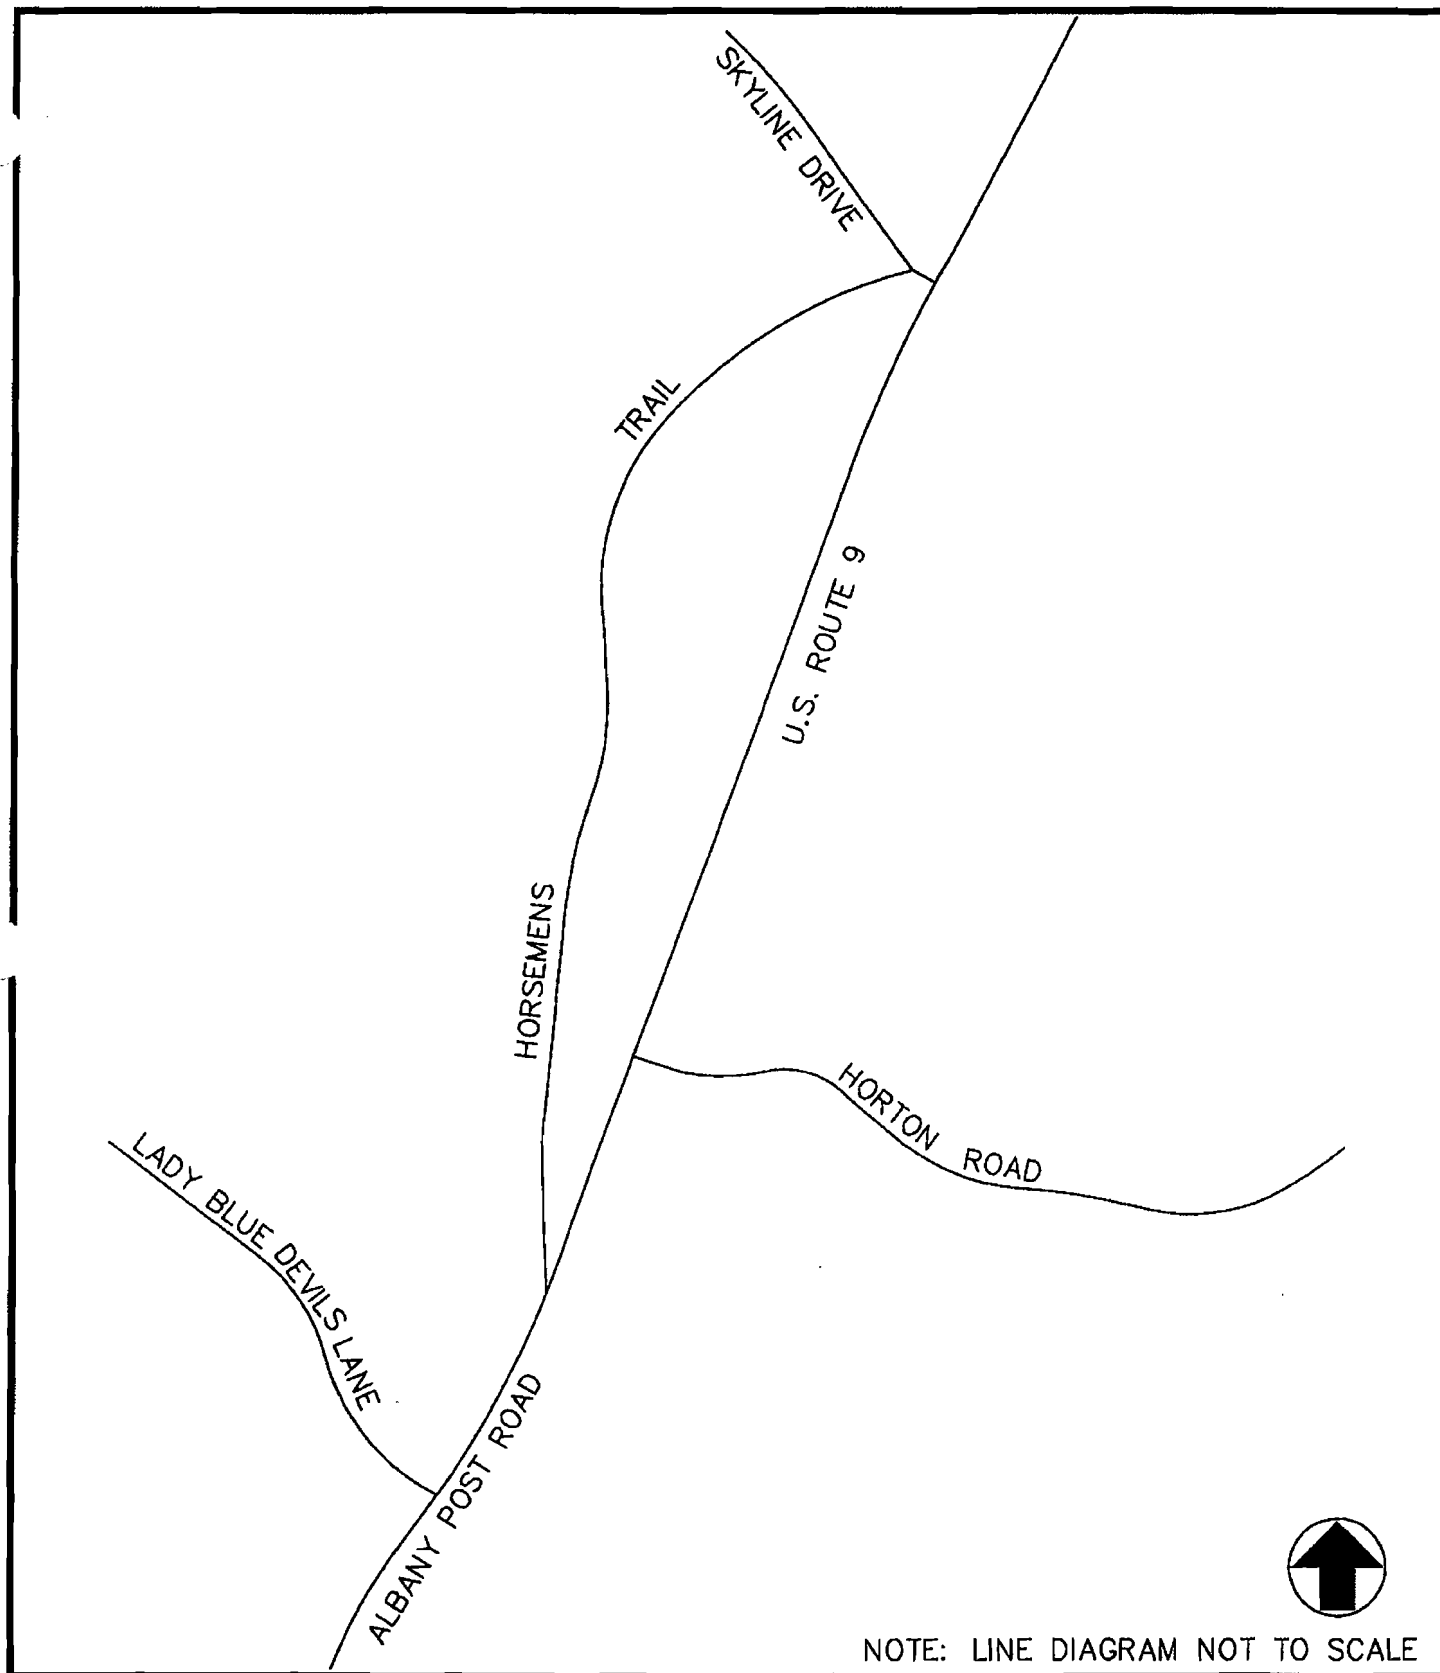 SKYLINE DRIVE
TRAIL
U.S. ROUTE 9
HORSEMENS
HORTON ROAD
LADY BLUE DEVILS LANE
ALBANY POST ROAD
NOTE: LINE DIAGRAM NOT TO SCALE